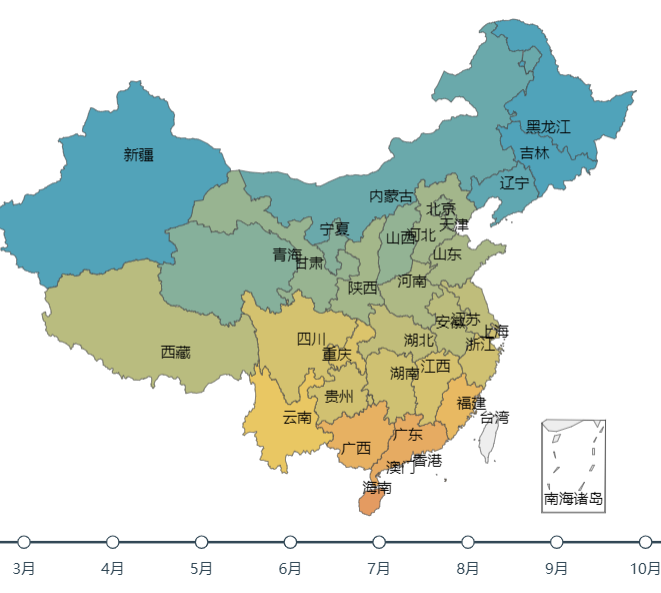 黑龙江
吉林
新疆
辽宁
内蒙古
北京
天津
宁夏
山西
河北
青海
甘肃
山东
陕西
河南
安徽
江苏
上海
四川
重庆
湖北
浙江
西藏
湖南
江西
贵州
云南
福建
台湾
广西
广东
澳门
香港
海南
南海诸岛
3月 4月 5月 6月 7月 8月 9月 10月